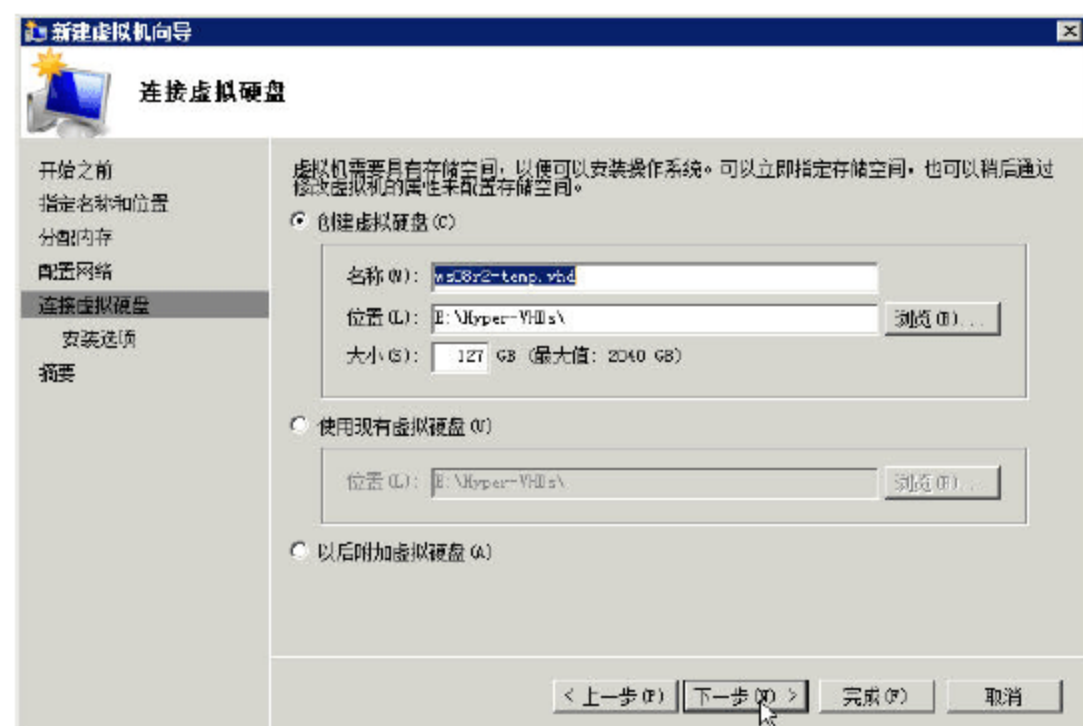 新建虚拟机向导
连接虚拟硬盘
开始之前
指定名称和位置
分配内存
配置网络
连接虚拟硬盘
安装选项
摘要
虚拟机需要具有存储空间，以便可以安装操作系统。可以立即指定存储空间，也可以稍后通过
修改虚拟机的属性来配置存储空间。
创建虚拟硬盘(C)
名称(M): ws08r2-temp.vhd
位置(L): E:\Hyper-VHDs\ 浏览(B)...
大小(S): 127 GB (最大值: 2040 GB)
使用现有虚拟硬盘(U)
位置(L): E:\Hyper-VHDs\ 浏览(B)...
以后附加虚拟硬盘(A)
< 上一步(P) 下一步(N) > 完成(F) 取消